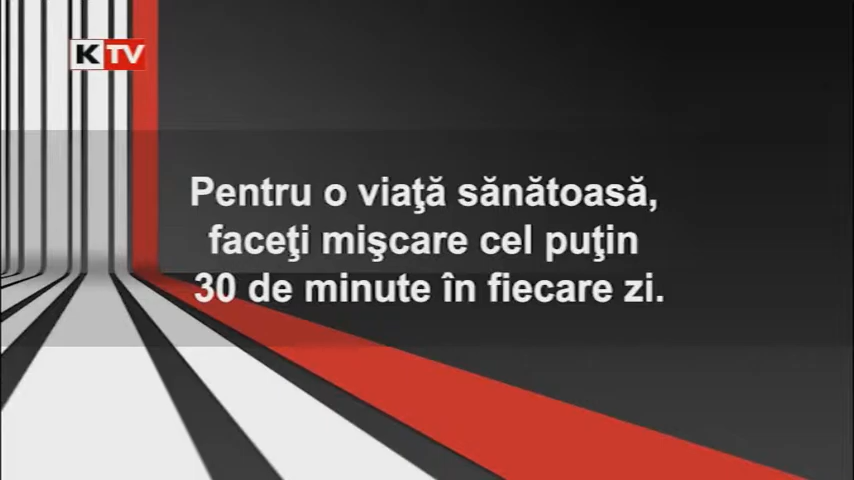 KTV
Pentru o viaţă sănătoasă,
faceţi mişcare cel puţin
30 de minute în fiecare zi.